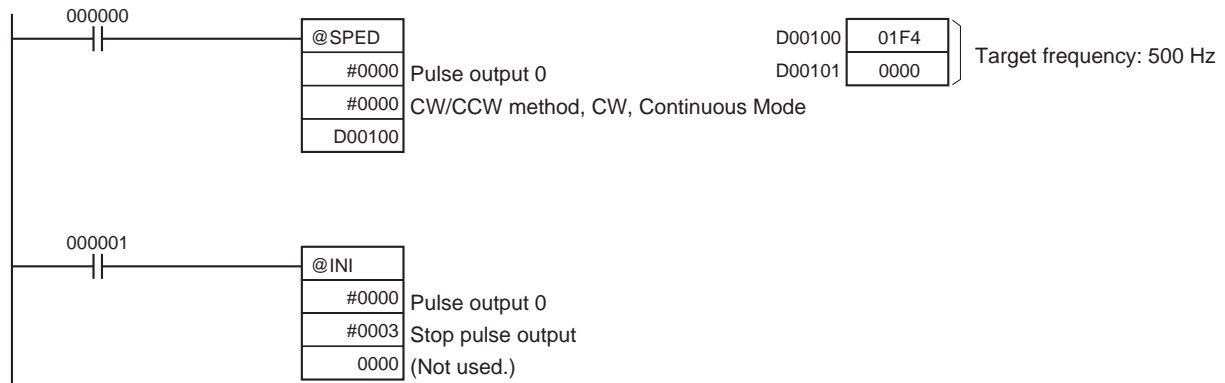 000000
@SPED
#0000 Pulse output 0
#0000 CW/CCW method, CW, Continuous Mode
D00100
D00100 01F4
D00101 0000
Target frequency: 500 Hz
000001
@INI
#0000 Pulse output 0
#0003 Stop pulse output
0000 (Not used.)